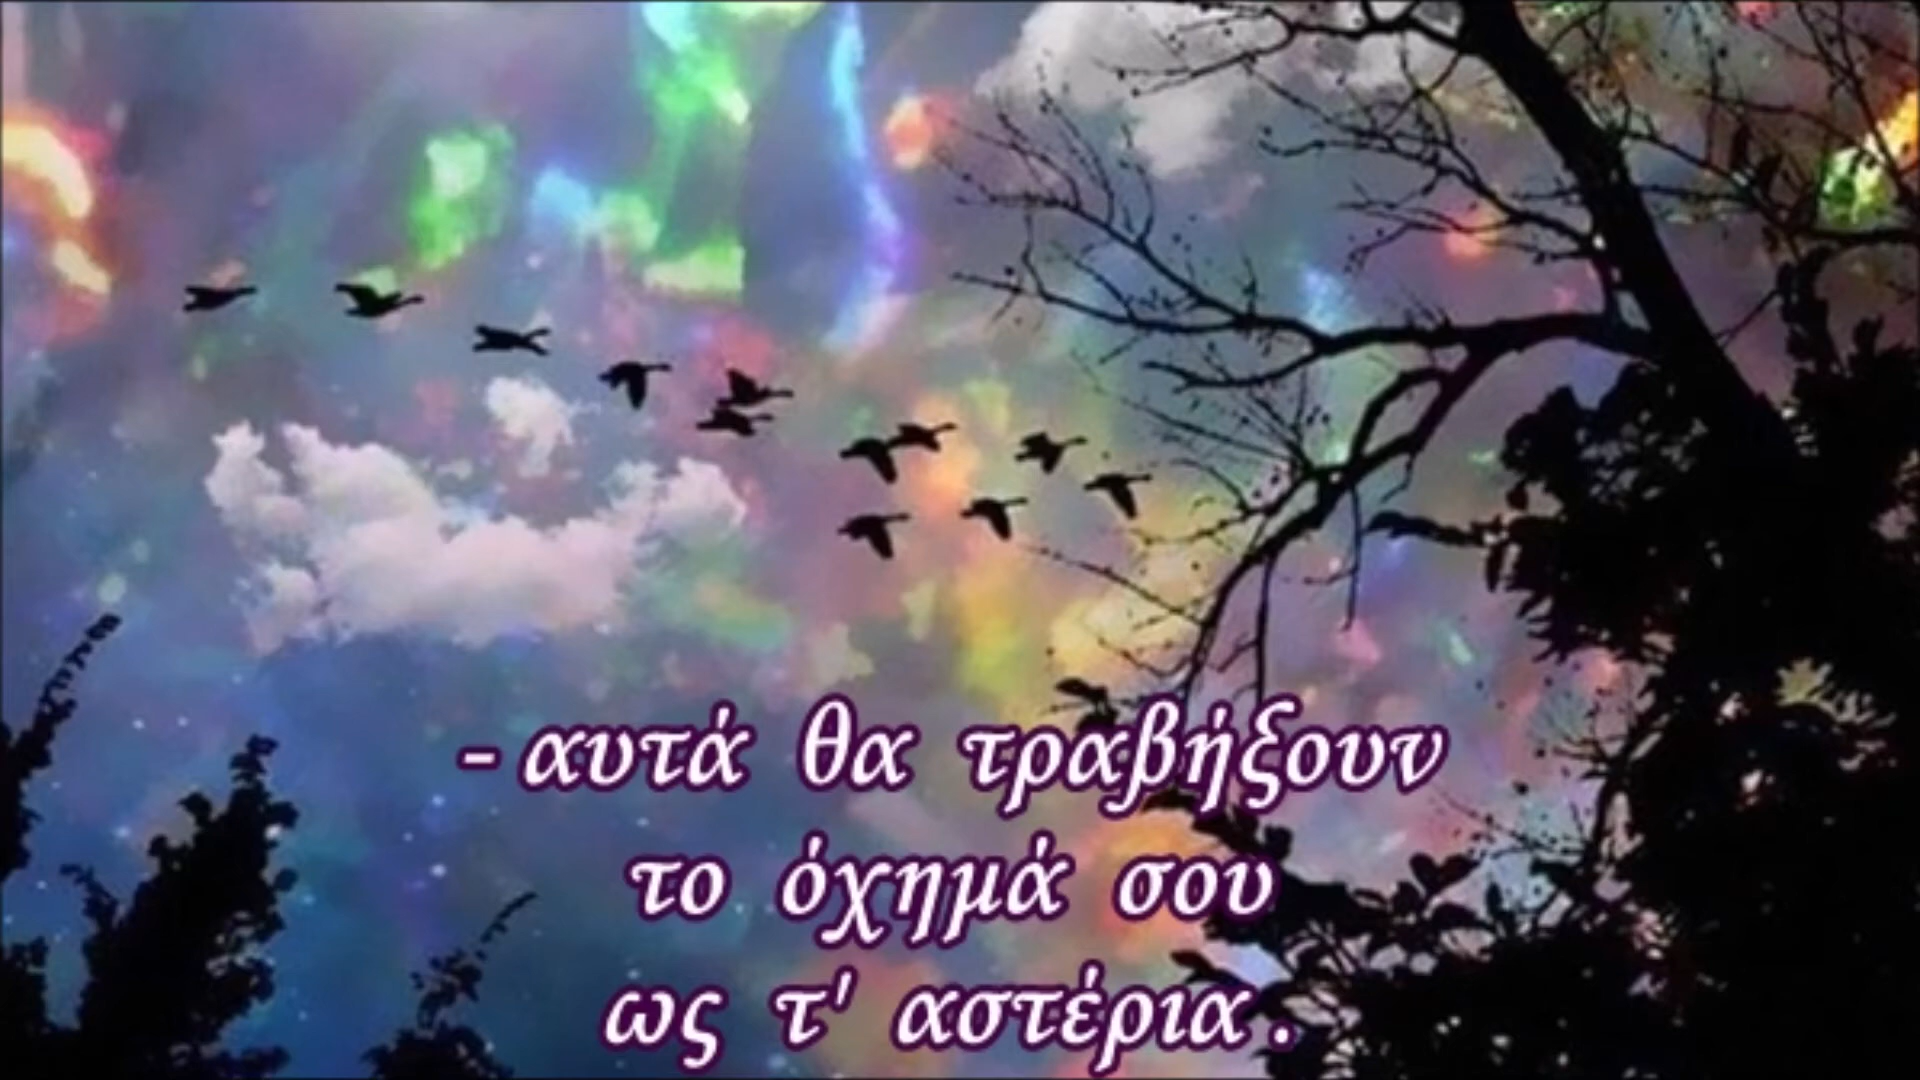 - αυτά θα τραβήξουν
το όχημά σου
ως τ' αστέρια.